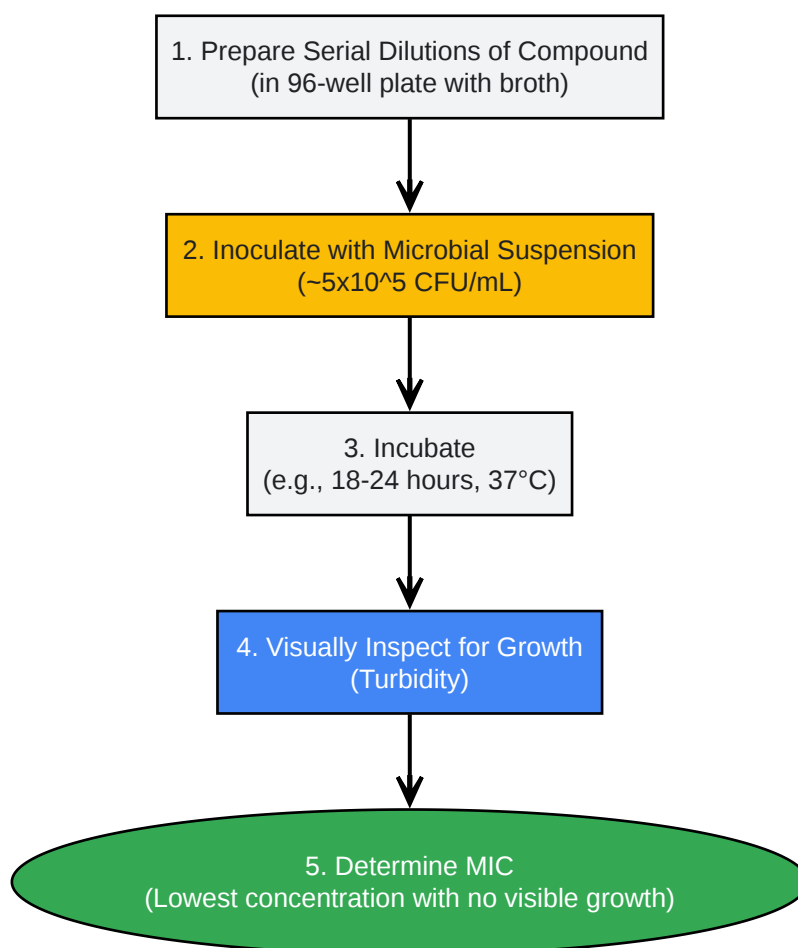 1. Prepare Serial Dilutions of Compound
(in 96-well plate with broth)
2. Inoculate with Microbial Suspension
(~5x10^5 CFU/mL)
3. Incubate
(e.g., 18-24 hours, 37°C)
4. Visually Inspect for Growth
(Turbidity)
5. Determine MIC
(Lowest concentration with no visible growth)